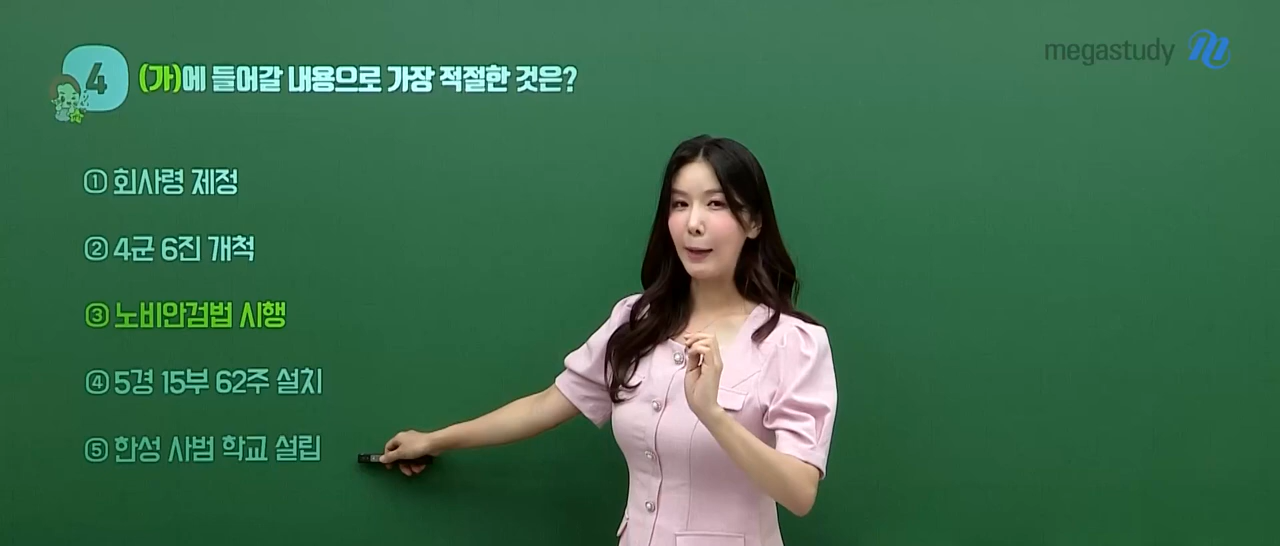 megastudy
4 (가)에 들어갈 내용으로 가장 적절한 것은?
① 회사령 제정
② 4군 6진 개척
③ 노비안검법 시행
④ 5경 15부 62주 설치
⑤ 한성 사범 학교 설립